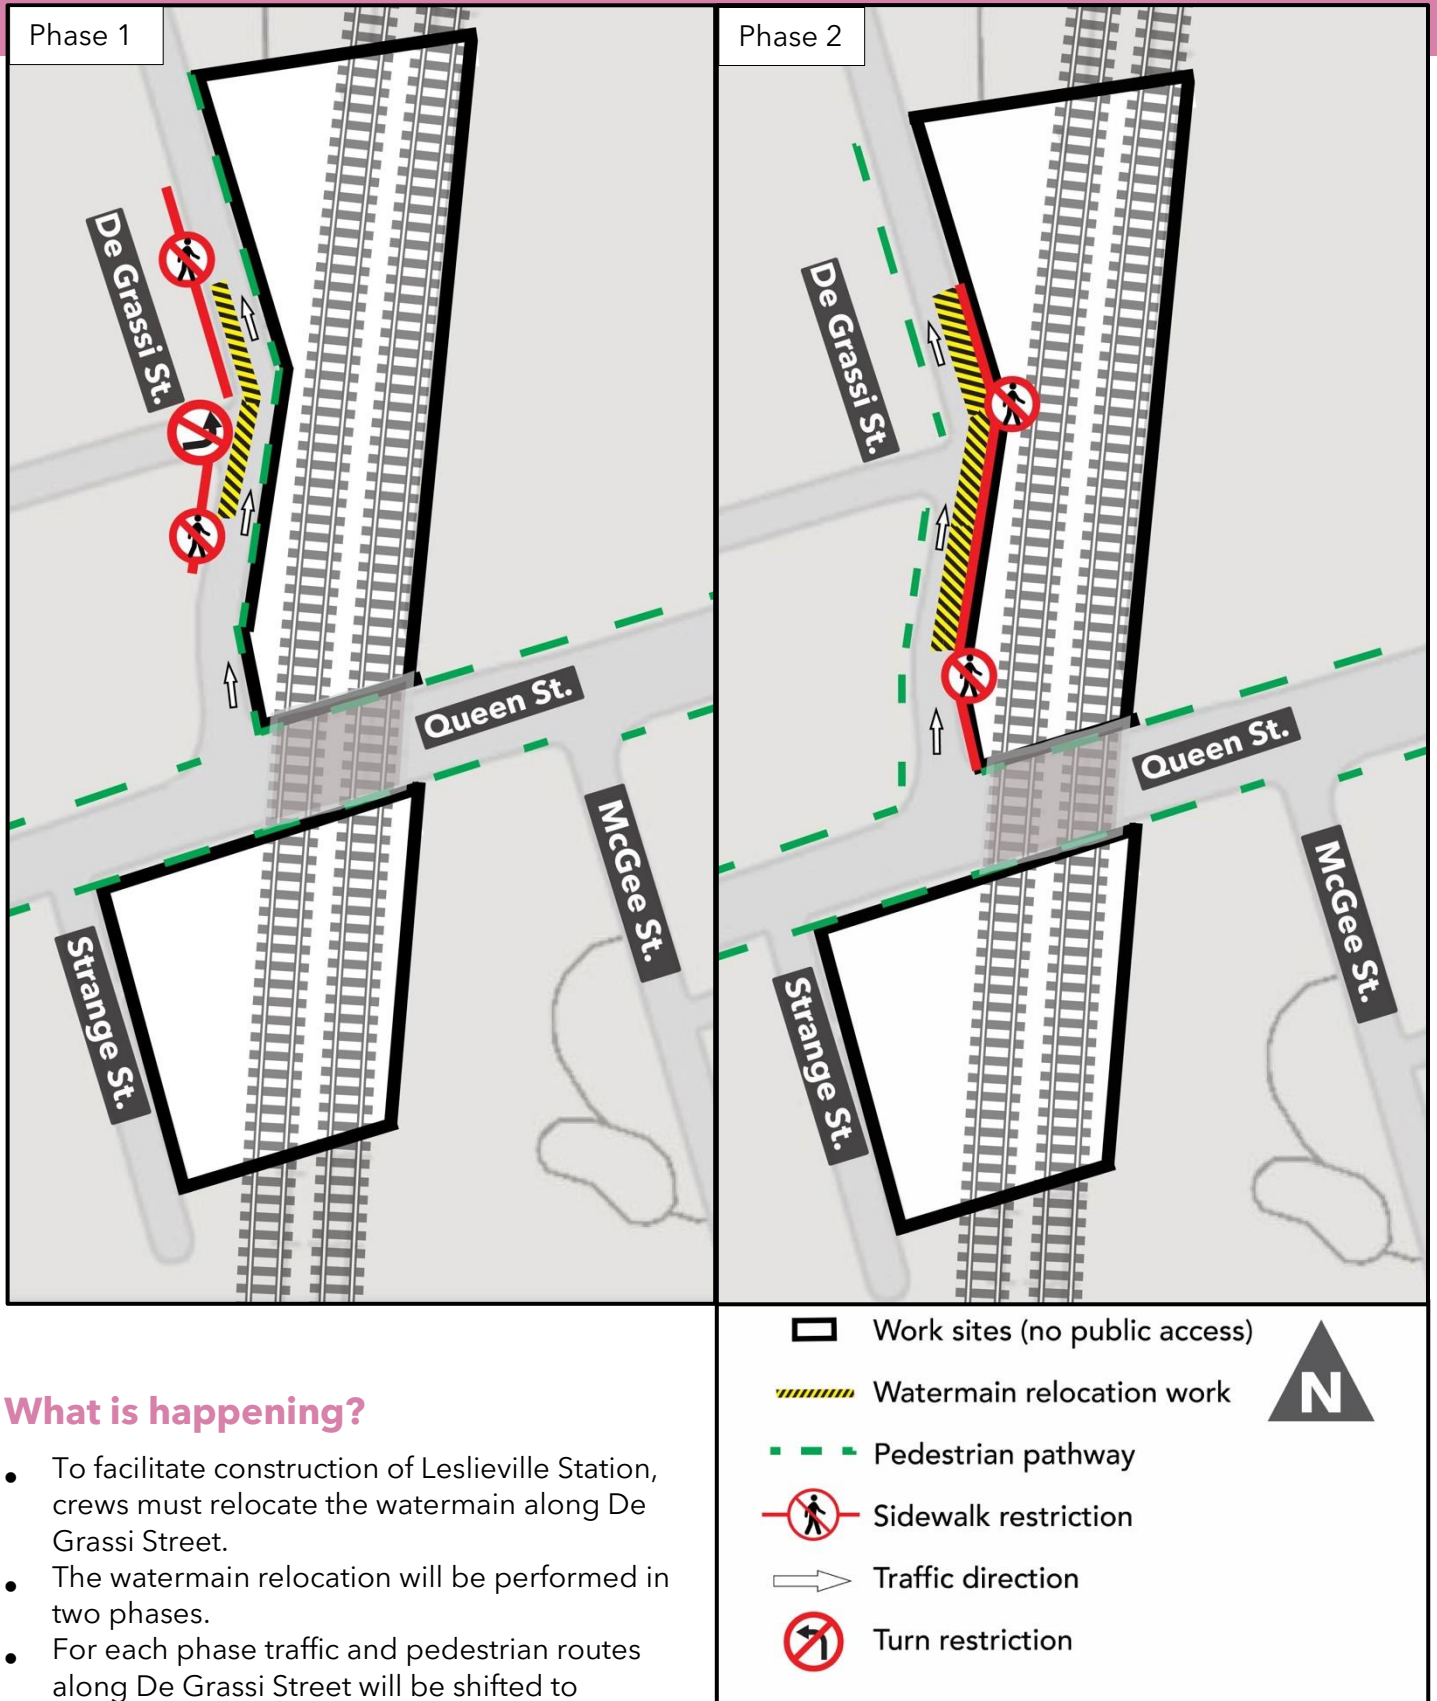 Phase 1
De Grassi St.
Queen St.
McGee St.
Strange St.
Phase 2
De Grassi St.
Queen St.
McGee St.
Strange St.
What is happening?
• To facilitate construction of Leslieville Station,
crews must relocate the watermain along De
Grassi Street.
• The watermain relocation will be performed in
two phases.
• For each phase traffic and pedestrian routes
along De Grassi Street will be shifted to
Work sites (no public access)
Watermain relocation work
Pedestrian pathway
Sidewalk restriction
Traffic direction
Turn restriction
N